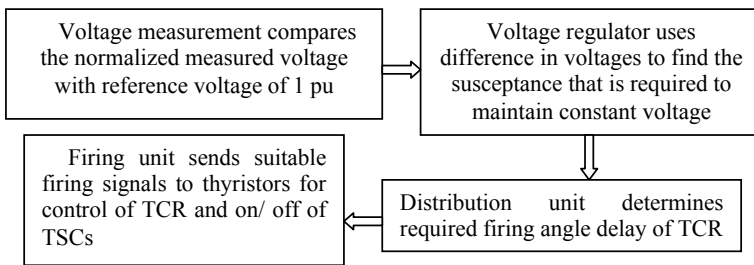 Voltage measurement compares
the normalized measured voltage
with reference voltage of 1 pu
Voltage regulator uses
difference in voltages to find the
susceptance that is required to
maintain constant voltage
Distribution unit determines
required firing angle delay of TCR
Firing unit sends suitable
firing signals to thyristors for
control of TCR and on/ off of
TSCs